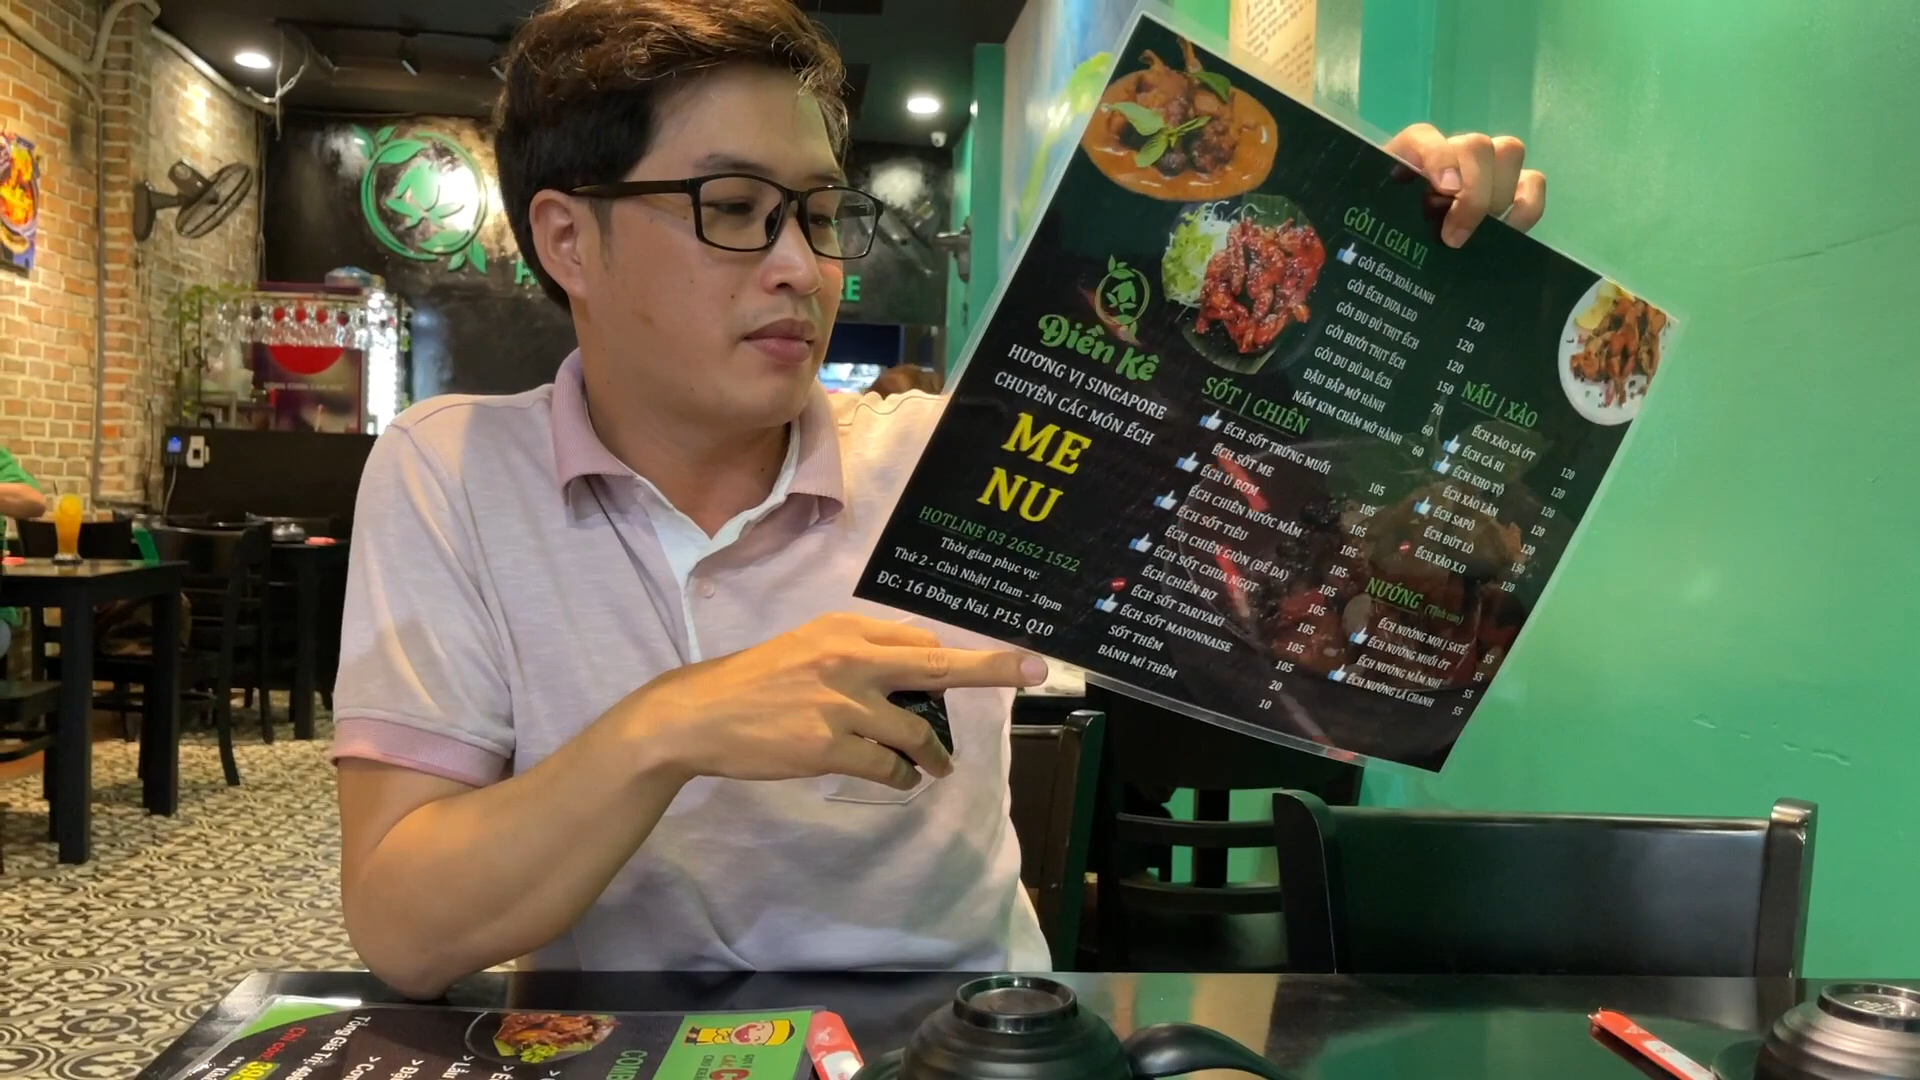 Điền Kê
HƯƠNG VỊ SINGAPORE
CHUYÊN CÁC MÓN ẾCH
ME
NU
HOTLINE 03 2652 1522
Thời gian phục vụ:
Thứ 2 - Chủ Nhật| 10am - 10pm
ĐC: 16 Đồng Nai, P15, Q10
SỐT | CHIÊN
ẾCH SỐT TRỨNG MUỐI 105
ẾCH SỐT ME 105
ẾCH Ủ RƠM 105
ẾCH CHIÊN NƯỚC MẮM 105
ẾCH SỐT TIÊU 105
ẾCH CHIÊN GIÒN (ĐỂ DA) 105
ẾCH SỐT CHUA NGỌT 105
ẾCH CHIÊN BƠ 105
ẾCH SỐT TARIYAKI 105
ẾCH SỐT MAYONNAISE 105
SỐT THÊM 20
BÁNH MÌ THÊM 10
GỎI | GIA VỊ
GỎI ẾCH XOÀI XANH 120
GỎI ẾCH DƯA LEO 120
GỎI ĐU ĐỦ THỊT ẾCH 120
GỎI BƯỞI THỊT ẾCH 150
GỎI ĐU ĐỦ DA ẾCH 70
ĐẬU BẮP MỠ HÀNH 60
NẤM KIM CHÂM MỠ HÀNH 60
NẤU | XÀO
ẾCH XÀO SẢ ỚT 120
ẾCH CÀ RI 120
ẾCH KHO TỘ 120
ẾCH XÀO LĂN 120
ẾCH SAPÔ 120
ẾCH ĐÚT LÒ 150
ẾCH XÀO X.O 120
NƯỚNG (Tính con)
ẾCH NƯỚNG MỌI | SATẾ 55
ẾCH NƯỚNG MUỐI ỚT 55
ẾCH NƯỚNG MẮM NHĨ 55
ẾCH NƯỚNG LÁ CHANH 55
Tổng Giá Trị:
Chỉ còn
COMB
> Lẩu